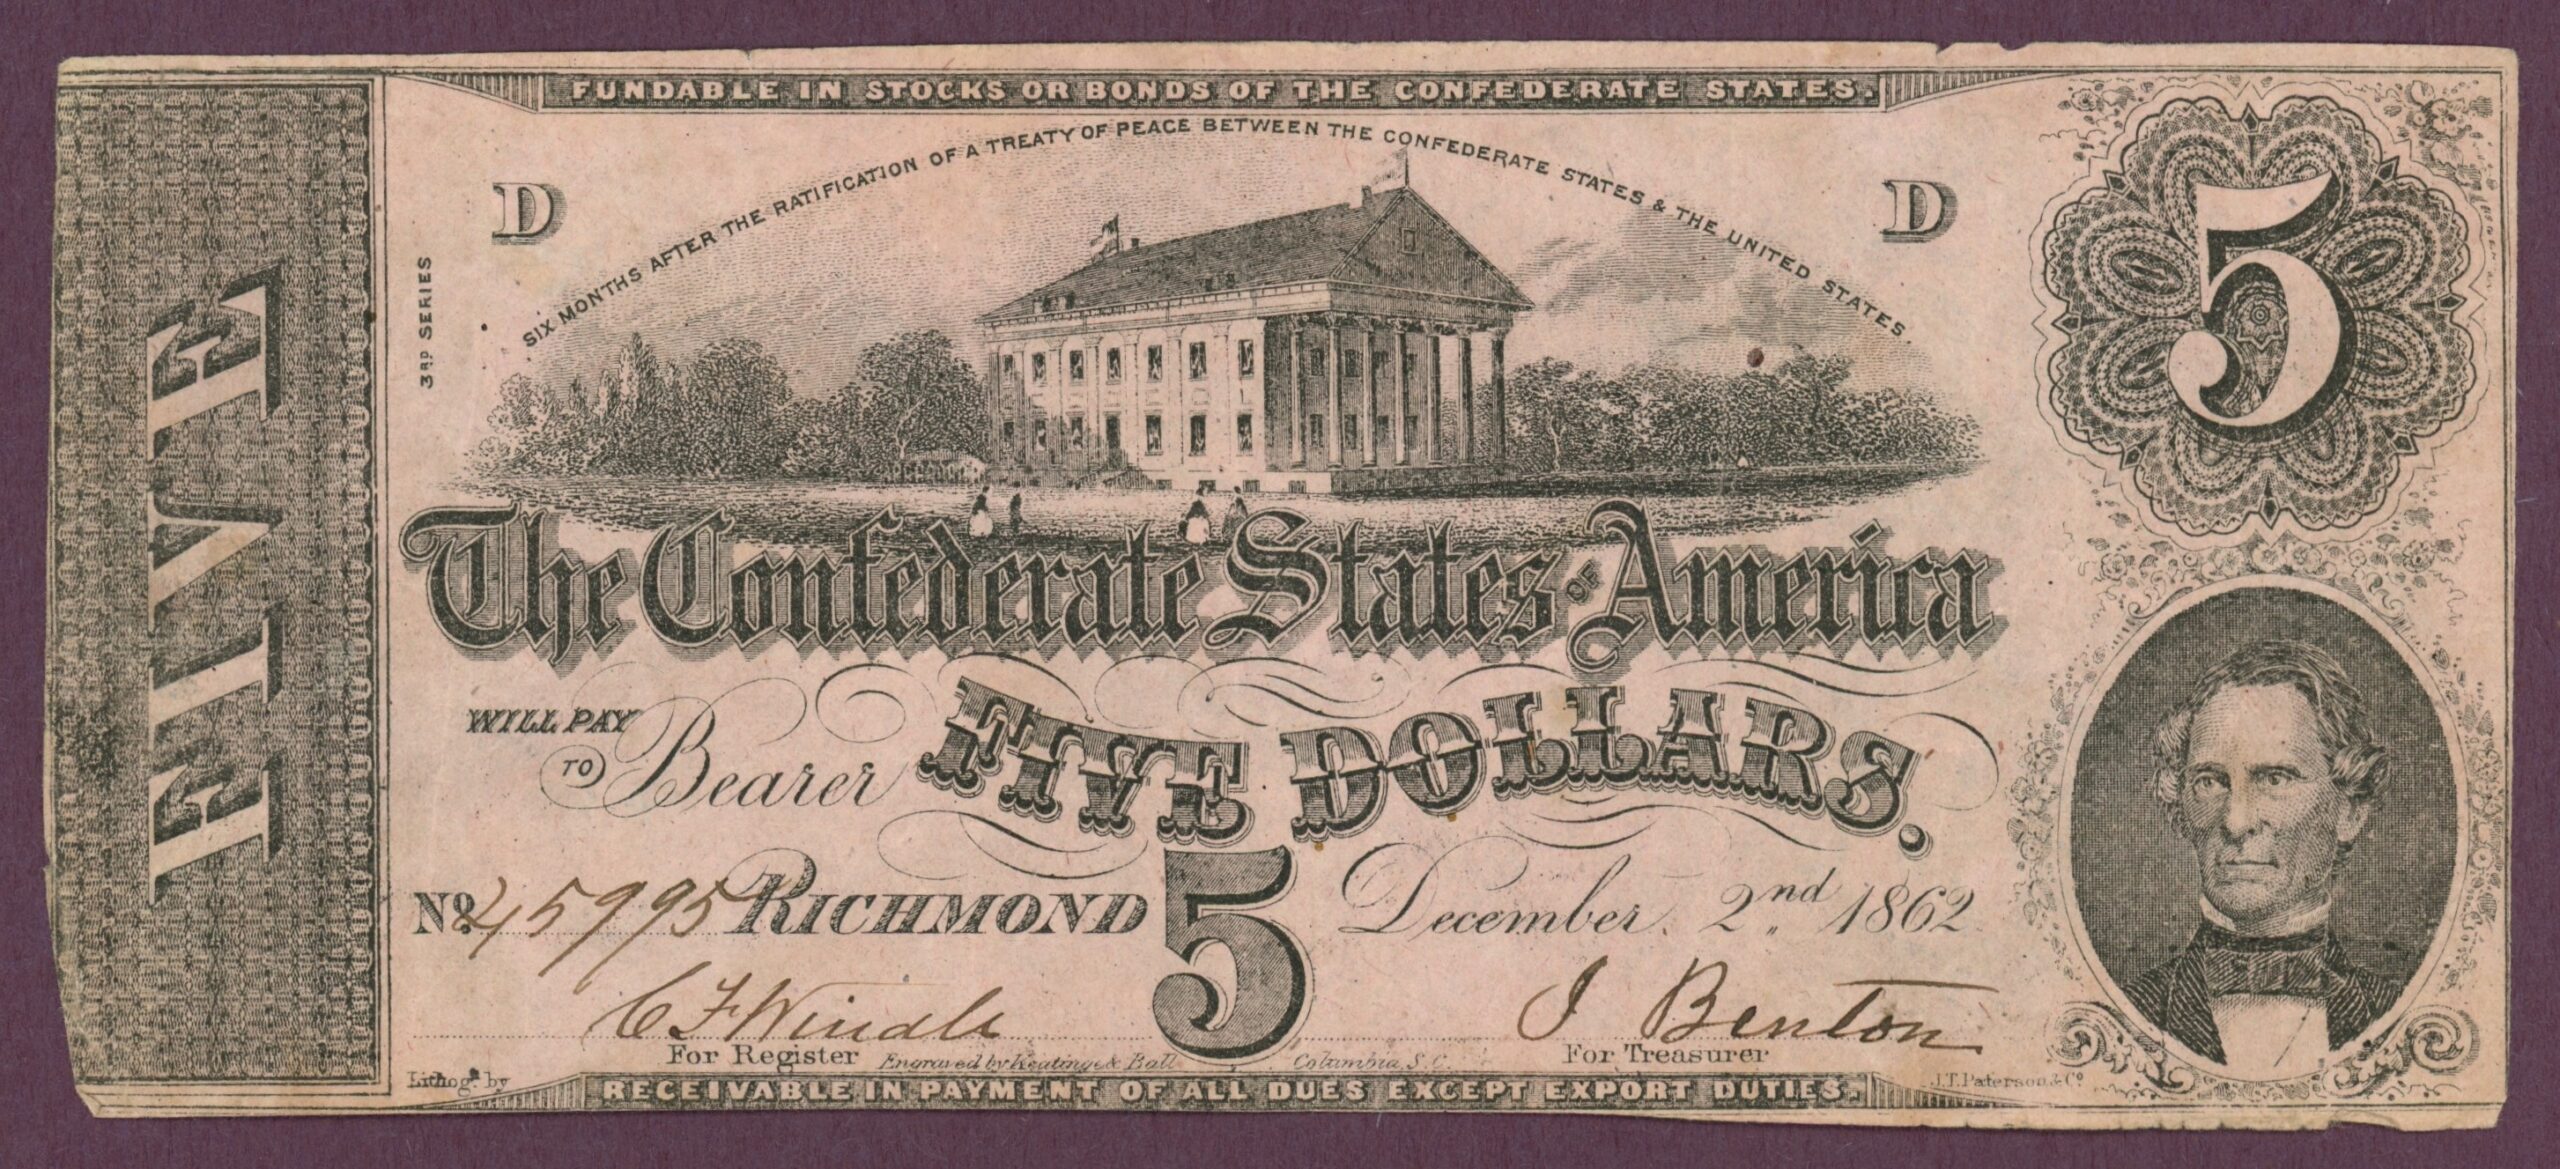 FUNDABLE IN STOCKS OR BONDS OF THE CONFEDERATE STATES.
SIX MONTHS AFTER THE RATIFICATION OF A TREATY OF PEACE BETWEEN THE CONFEDERATE STATES & THE UNITED STATES.
D D
5
3RD SERIES
FIVE
The Confederate States OF America
WILL PAY
TO Bearer FIVE DOLLARS.
No. 45995 RICHMOND 5 December 2nd 1862
C F Windle J Benton
For Register For Treasurer
Engraved by Keatinge & Ball Columbia, S.C.
Lithog'd by J.T. Paterson & Co
RECEIVABLE IN PAYMENT OF ALL DUES EXCEPT EXPORT DUTIES.